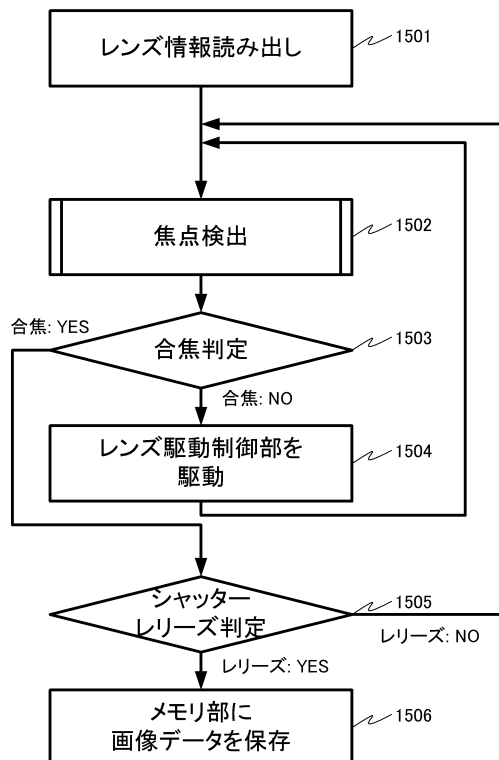 レンズ情報読み出し
1501
焦点検出
1502
合焦: YES
合焦判定
1503
合焦: NO
レンズ駆動制御部を
駆動
1504
シャッター
レリーズ判定
1505
レリーズ: NO
レリーズ: YES
メモリ部に
画像データを保存
1506